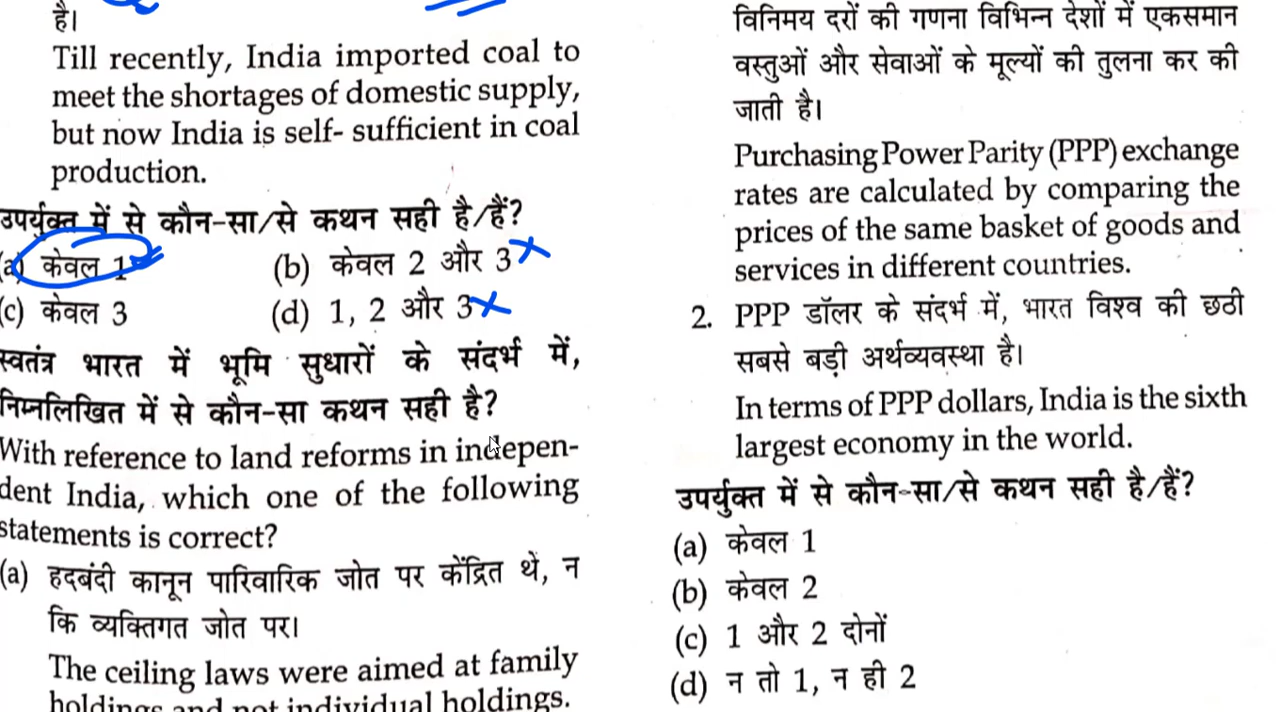 है।
Till recently, India imported coal to
meet the shortages of domestic supply,
but now India is self- sufficient in coal
production.
उपर्युक्त में से कौन-सा/से कथन सही है/हैं?
(a) केवल 1
(b) केवल 2 और 3
(c) केवल 3
(d) 1, 2 और 3
स्वतंत्र भारत में भूमि सुधारों के संदर्भ में,
निम्नलिखित में से कौन-सा कथन सही है?
With reference to land reforms in indepen-
dent India, which one of the following
statements is correct?
(a) हदबंदी कानून पारिवारिक जोत पर केंद्रित थे, न
कि व्यक्तिगत जोत पर।
The ceiling laws were aimed at family
holdings and not individual holdings.
विनिमय दरों की गणना विभिन्न देशों में एकसमान
वस्तुओं और सेवाओं के मूल्यों की तुलना कर की
जाती है।
Purchasing Power Parity (PPP) exchange
rates are calculated by comparing the
prices of the same basket of goods and
services in different countries.
2. PPP डॉलर के संदर्भ में, भारत विश्व की छठी
सबसे बड़ी अर्थव्यवस्था है।
In terms of PPP dollars, India is the sixth
largest economy in the world.
उपर्युक्त में से कौन-सा/से कथन सही है/हैं?
(a) केवल 1
(b) केवल 2
(c) 1 और 2 दोनों
(d) न तो 1, न ही 2